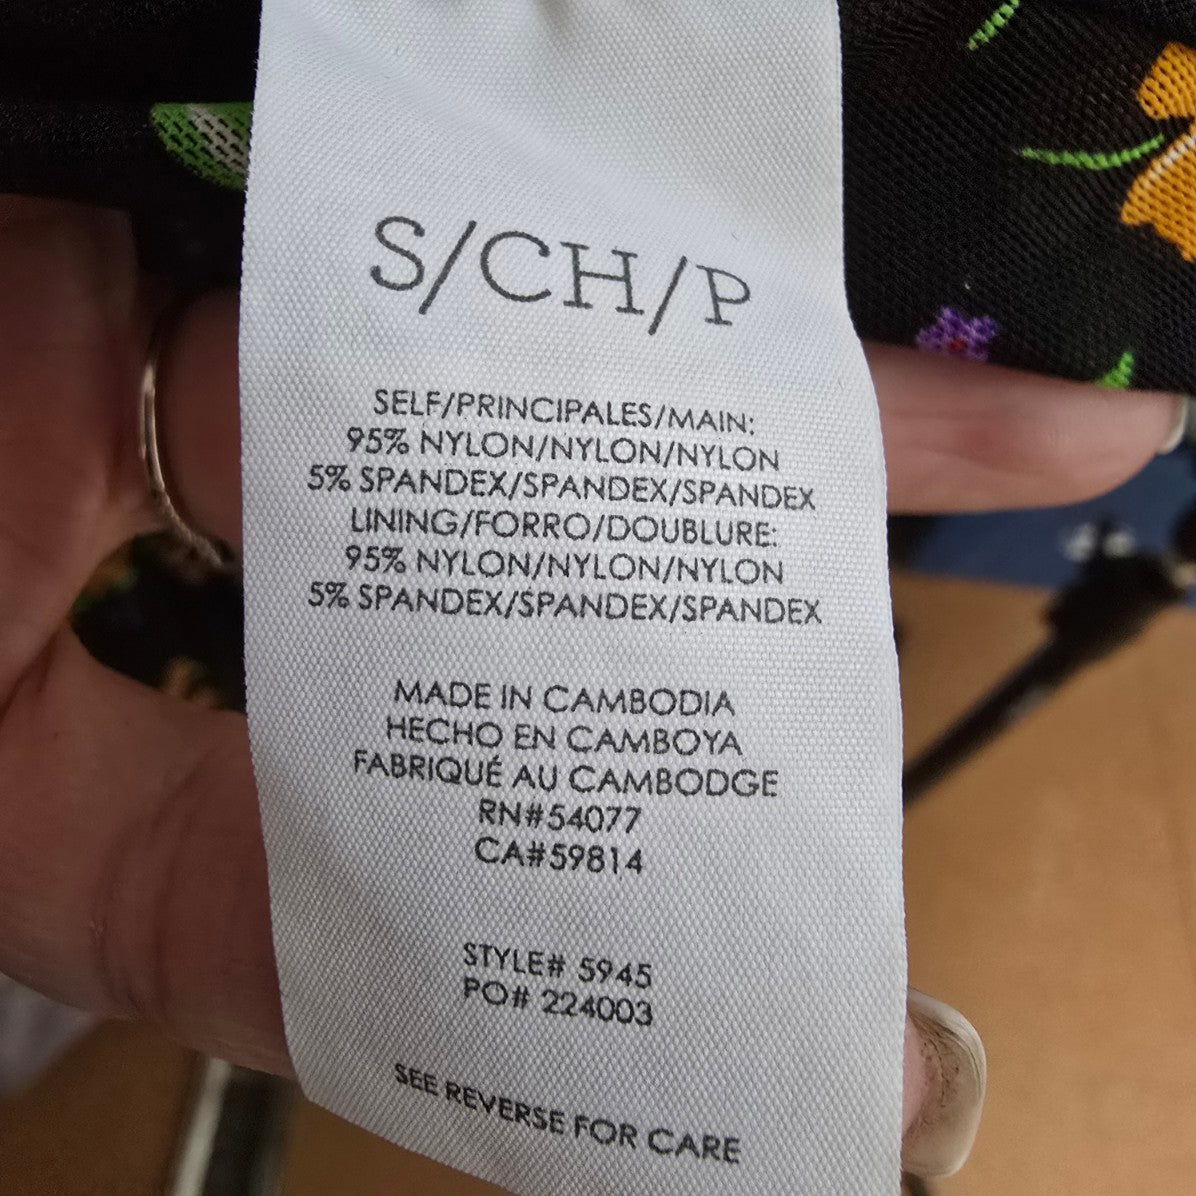 S/CH/P
SELF/PRINCIPALES/MAIN:
95% NYLON/NYLON/NYLON
5% SPANDEX/SPANDEX/SPANDEX
LINING/FORRO/DOUBLURE:
95% NYLON/NYLON/NYLON
5% SPANDEX/SPANDEX/SPANDEX
MADE IN CAMBODIA
HECHO EN CAMBOYA
FABRIQUÉ AU CAMBODGE
RN#54077
CA#59814
STYLE# 5945
PO# 224003
SEE REVERSE FOR CARE